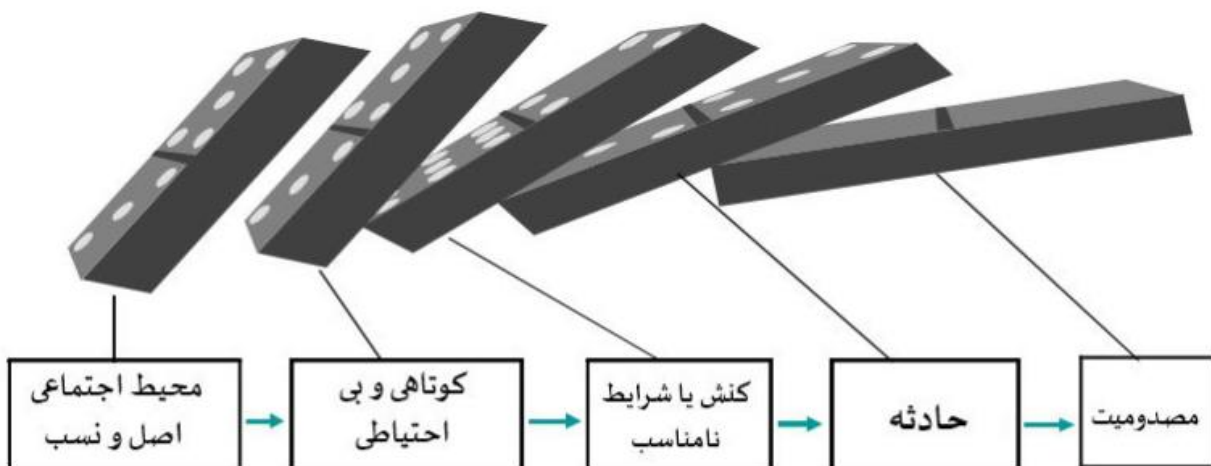 محیط اجتماعی
اصل و نسب
کوتاهی و بی
احتیاطی
کنش یا شرایط
نامناسب
حادثه
مصدومیت